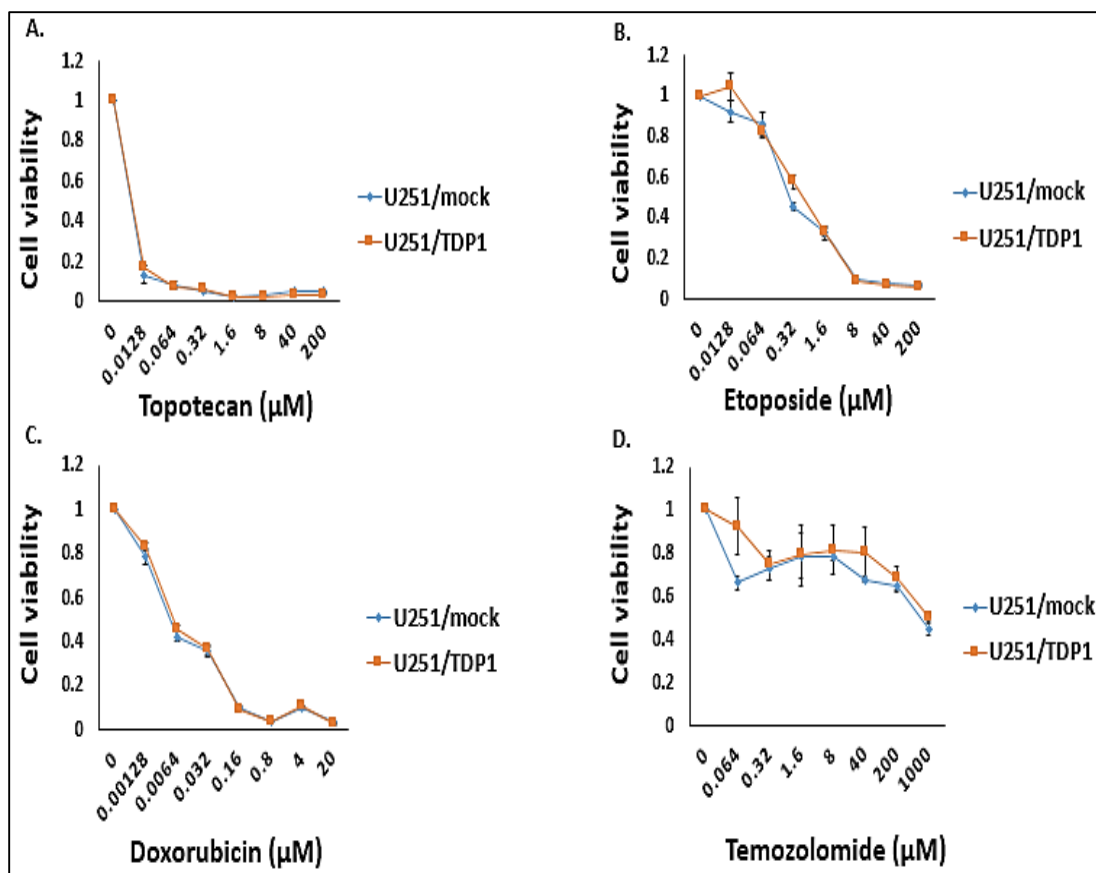 A.
1.2
1
0.8
0.6
0.4
0.2
0
Cell viability
0 0.0128 0.064 0.32 1.6 8 40 200
Topotecan (μM)
U251/mock
U251/TDP1
B.
1.2
1
0.8
0.6
0.4
0.2
0
Cell viability
0 0.0128 0.064 0.32 1.6 8 40 200
Etoposide (μM)
U251/mock
U251/TDP1
C.
1.2
1
0.8
0.6
0.4
0.2
0
Cell viability
0 0.00128 0.0064 0.032 0.16 0.8 4 20
Doxorubicin (μM)
U251/mock
U251/TDP1
D.
1.2
1
0.8
0.6
0.4
0.2
0
Cell viability
0 0.064 0.32 1.6 8 40 200 1000
Temozolomide (μM)
U251/mock
U251/TDP1